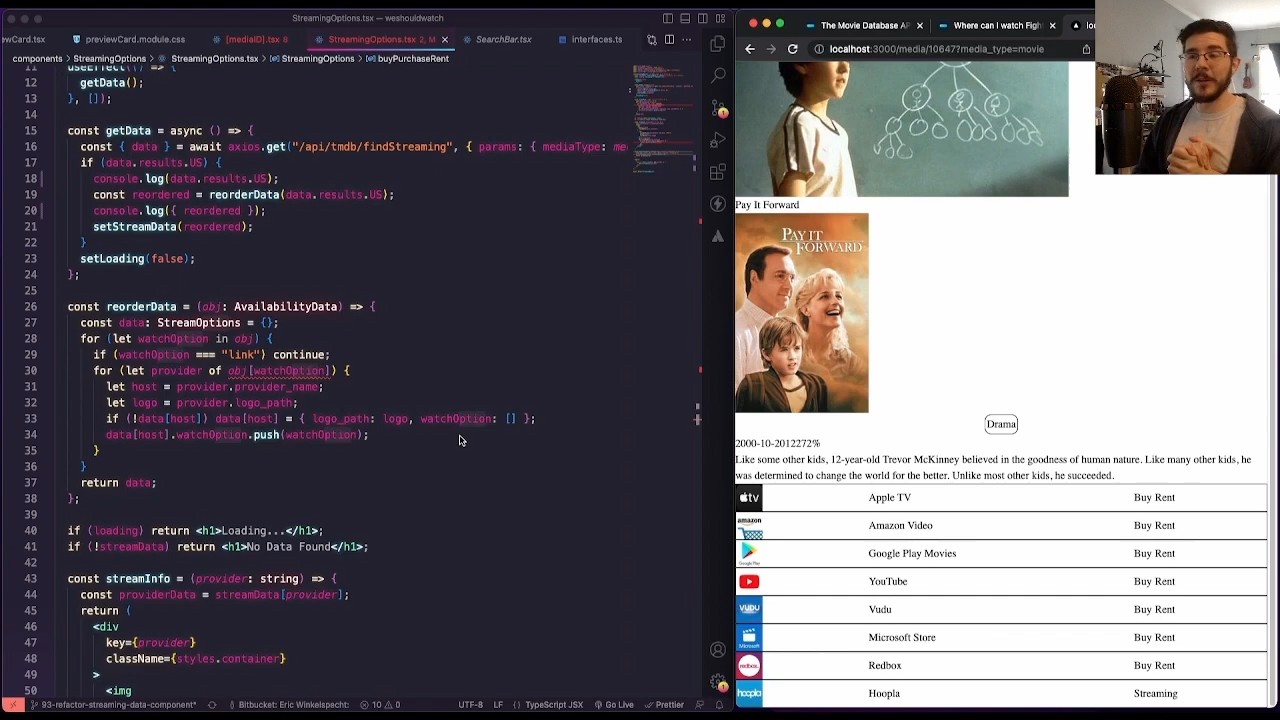 StreamingOptions.tsx — weshouldwatch
ewCard.tsx
previewCard.module.css
[mediaID].tsx 8
StreamingOptions.tsx 2, M
SearchBar.tsx
interfaces.ts
components > StreamingOptions > StreamingOptions.tsx > StreamingOptions > buyPurchaseRent
getData();
}, []);
const getData = async () => {
const { data } = await axios.get("/api/tmdb/findStreaming", { params: { mediaType: me
18 if (data.results.US) {
console.log(data.results.US);
19 const reordered = reorderData(data.results.US);
20 console.log({ reordered });
21 setStreamData(reordered);
22 }
23 setLoading(false);
24 };
25
26 const reorderData = (obj: AvailabilityData) => {
27 const data: StreamOptions = {};
28 for (let watchOption in obj) {
29 if (watchOption === "link") continue;
30 for (let provider of obj[watchOption]) {
31 let host = provider.provider_name;
32 let logo = provider.logo_path;
33 if (!data[host]) data[host] = { logo_path: logo, watchOption: [] };
34 data[host].watchOption.push(watchOption);
35
36
37 return data;
38 };
39
40 if (loading) return <h1>Loading...</h1>;
41 if (!streamData) return <h1>No Data Found</h1>;
42
43 const streamInfo = (provider: string) => {
44 const providerData = streamData[provider];
45 return (
46 <div
47 key={provider}
48 className={styles.container}
49 >
50 <img
93-refactor-streaming-data-component*
Bitbucket: Eric Winebrecht:
10 0
UTF-8
LF
TypeScript JSX
Go Live
Prettier
The Movie Database AP
Where can I watch Figh
loc
localhost:3000/media/10647?media_type=movie
Pay It Forward
PAY IT
FORWARD
Drama
2000-10-2012272%
Like some other kids, 12-year-old Trevor McKinney believed in the goodness of human nature. Like many other kids, he
was determined to change the world for the better. Unlike most other kids, he succeeded.
tv Apple TV Buy Rent
amazon Amazon Video Buy Rent
Google Play Google Play Movies Buy Rent
YouTube Buy Rent
VUDU Vudu Buy Rent
Microsoft Microsoft Store Buy Rent
redbox. Redbox Buy Rent
hoopla Hoopla Streaming